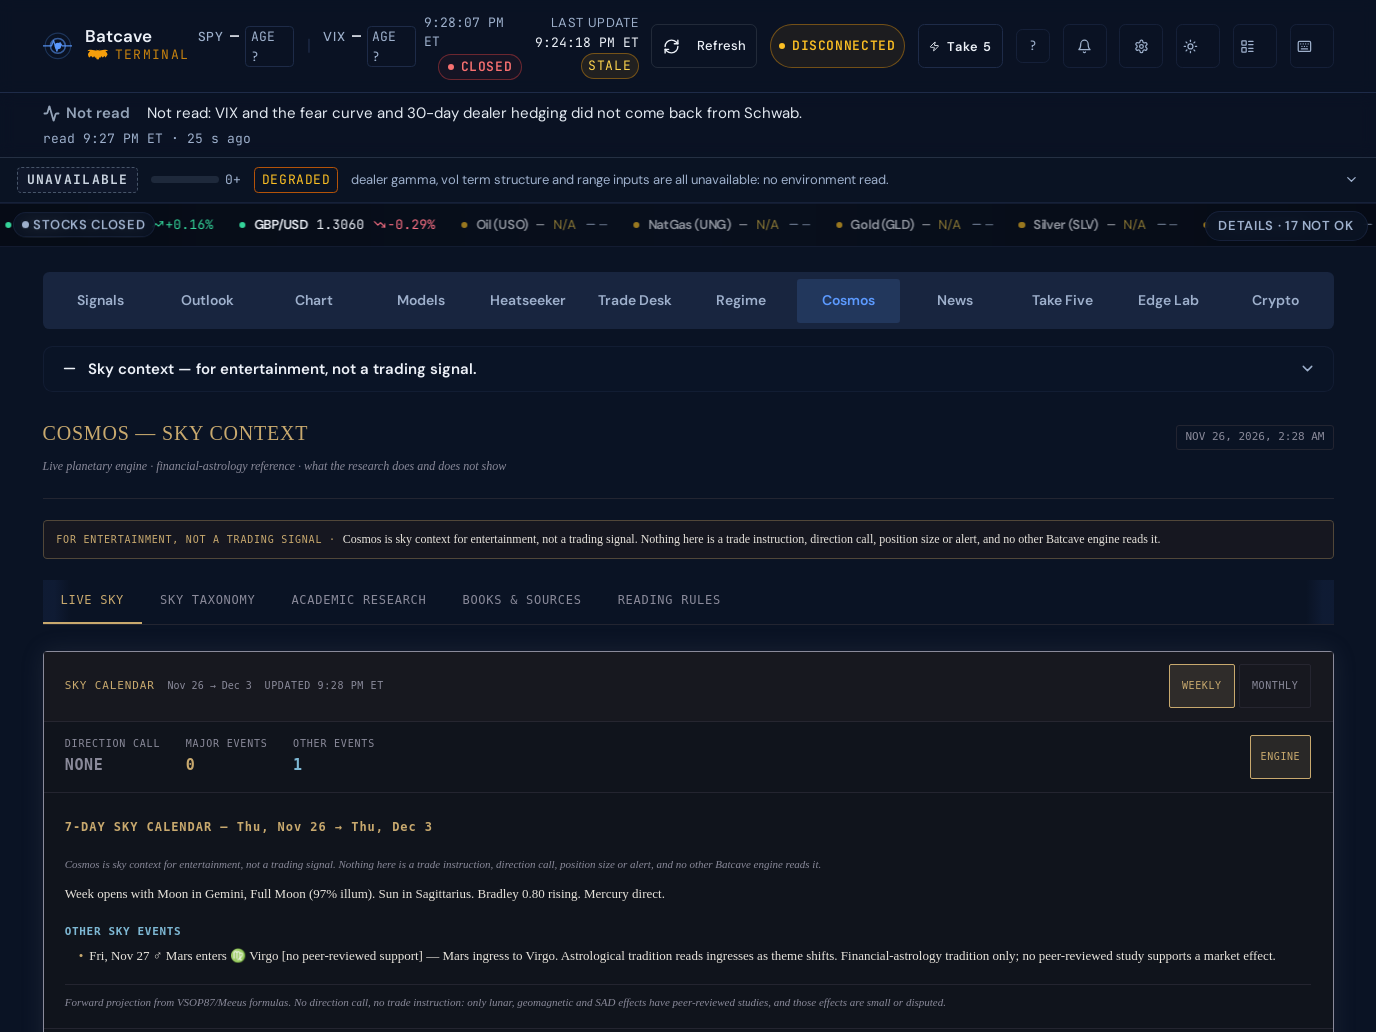 Batcave
TERMINAL
SPY — AGE ?
VIX — AGE ?
9:28:07 PM ET
CLOSED
LAST UPDATE
9:24:18 PM ET
STALE
Refresh
DISCONNECTED
Take 5
?
Not read Not read: VIX and the fear curve and 30-day dealer hedging did not come back from Schwab.
read 9:27 PM ET · 25 s ago
UNAVAILABLE 0+ DEGRADED dealer gamma, vol term structure and range inputs are all unavailable: no environment read.
STOCKS CLOSED +0.16% GBP/USD 1.3060 -0.29% Oil (USO) — N/A —— NatGas (UNG) — N/A —— Gold (GLD) — N/A —— Silver (SLV) — N/A —— DETAILS · 17 NOT OK
Signals Outlook Chart Models Heatseeker Trade Desk Regime Cosmos News Take Five Edge Lab Crypto
— Sky context — for entertainment, not a trading signal.
COSMOS — SKY CONTEXT
NOV 26, 2026, 2:28 AM
Live planetary engine · financial-astrology reference · what the research does and does not show
FOR ENTERTAINMENT, NOT A TRADING SIGNAL · Cosmos is sky context for entertainment, not a trading signal. Nothing here is a trade instruction, direction call, position size or alert, and no other Batcave engine reads it.
LIVE SKY SKY TAXONOMY ACADEMIC RESEARCH BOOKS & SOURCES READING RULES
SKY CALENDAR Nov 26 → Dec 3 UPDATED 9:28 PM ET WEEKLY MONTHLY
DIRECTION CALL MAJOR EVENTS OTHER EVENTS
NONE 0 1
ENGINE
7-DAY SKY CALENDAR — Thu, Nov 26 → Thu, Dec 3
Cosmos is sky context for entertainment, not a trading signal. Nothing here is a trade instruction, direction call, position size or alert, and no other Batcave engine reads it.
Week opens with Moon in Gemini, Full Moon (97% illum). Sun in Sagittarius. Bradley 0.80 rising. Mercury direct.
OTHER SKY EVENTS
• Fri, Nov 27 ♂ Mars enters ♍ Virgo [no peer-reviewed support] — Mars ingress to Virgo. Astrological tradition reads ingresses as theme shifts. Financial-astrology tradition only; no peer-reviewed study supports a market effect.
Forward projection from VSOP87/Meeus formulas. No direction call, no trade instruction: only lunar, geomagnetic and SAD effects have peer-reviewed studies, and those effects are small or disputed.